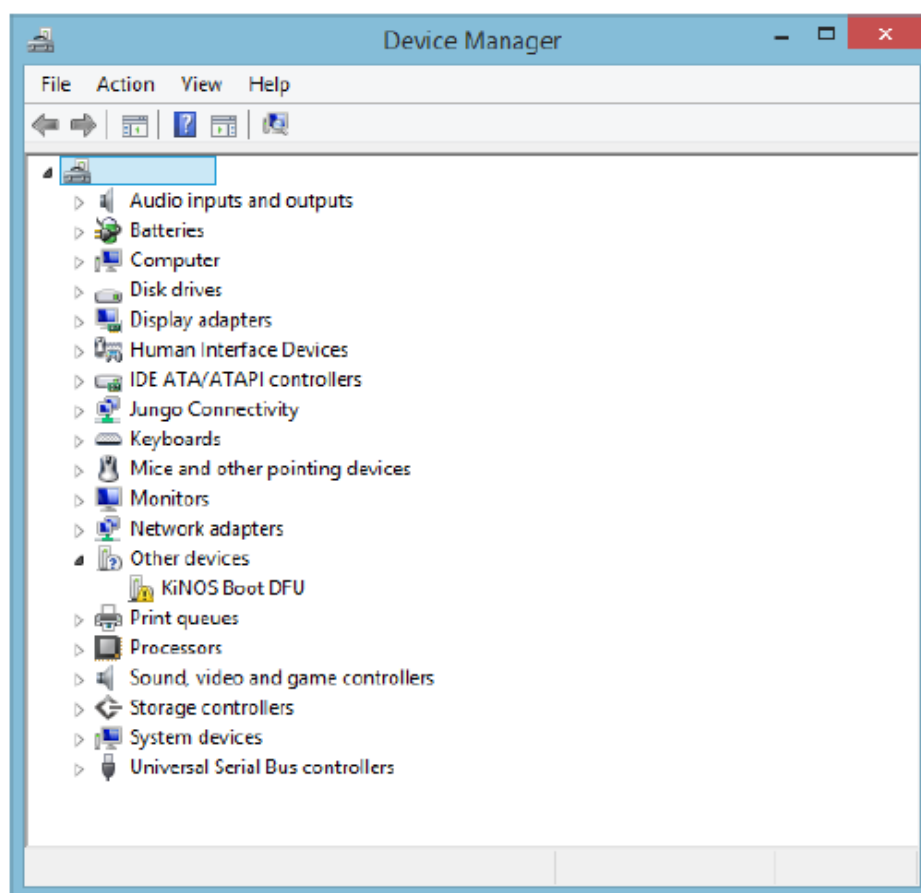 Device Manager
File Action View Help
Audio inputs and outputs
Batteries
Computer
Disk drives
Display adapters
Human Interface Devices
IDE ATA/ATAPI controllers
Jungo Connectivity
Keyboards
Mice and other pointing devices
Monitors
Network adapters
Other devices
KiNOS Boot DFU
Print queues
Processors
Sound, video and game controllers
Storage controllers
System devices
Universal Serial Bus controllers